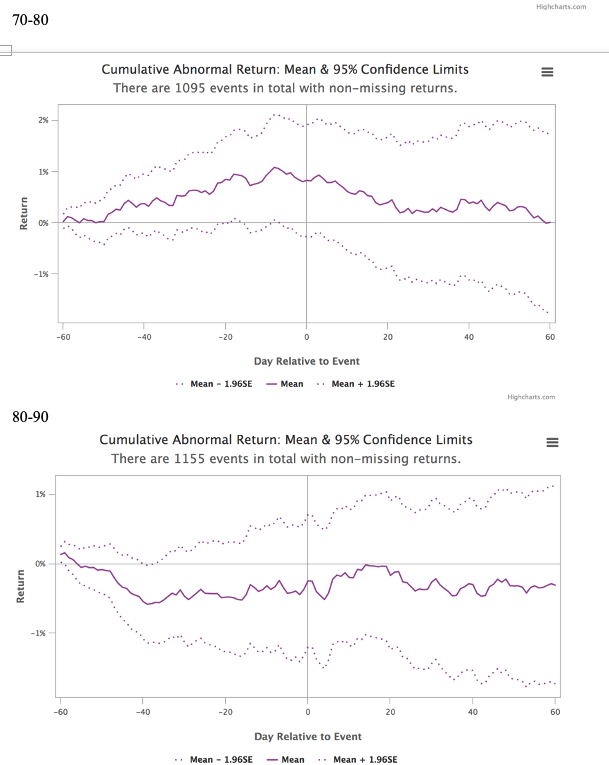 Highcharts.com
70-80
Cumulative Abnormal Return: Mean & 95% Confidence Limits
There are 1095 events in total with non-missing returns.
2%
1%
0%
-1%
Return
-60 -40 -20 0 20 40 60
Day Relative to Event
Mean - 1.96SE Mean Mean + 1.96SE
Highcharts.com
80-90
Cumulative Abnormal Return: Mean & 95% Confidence Limits
There are 1155 events in total with non-missing returns.
1%
0%
-1%
Return
-60 -40 -20 0 20 40 60
Day Relative to Event
Mean - 1.96SE Mean Mean + 1.96SE